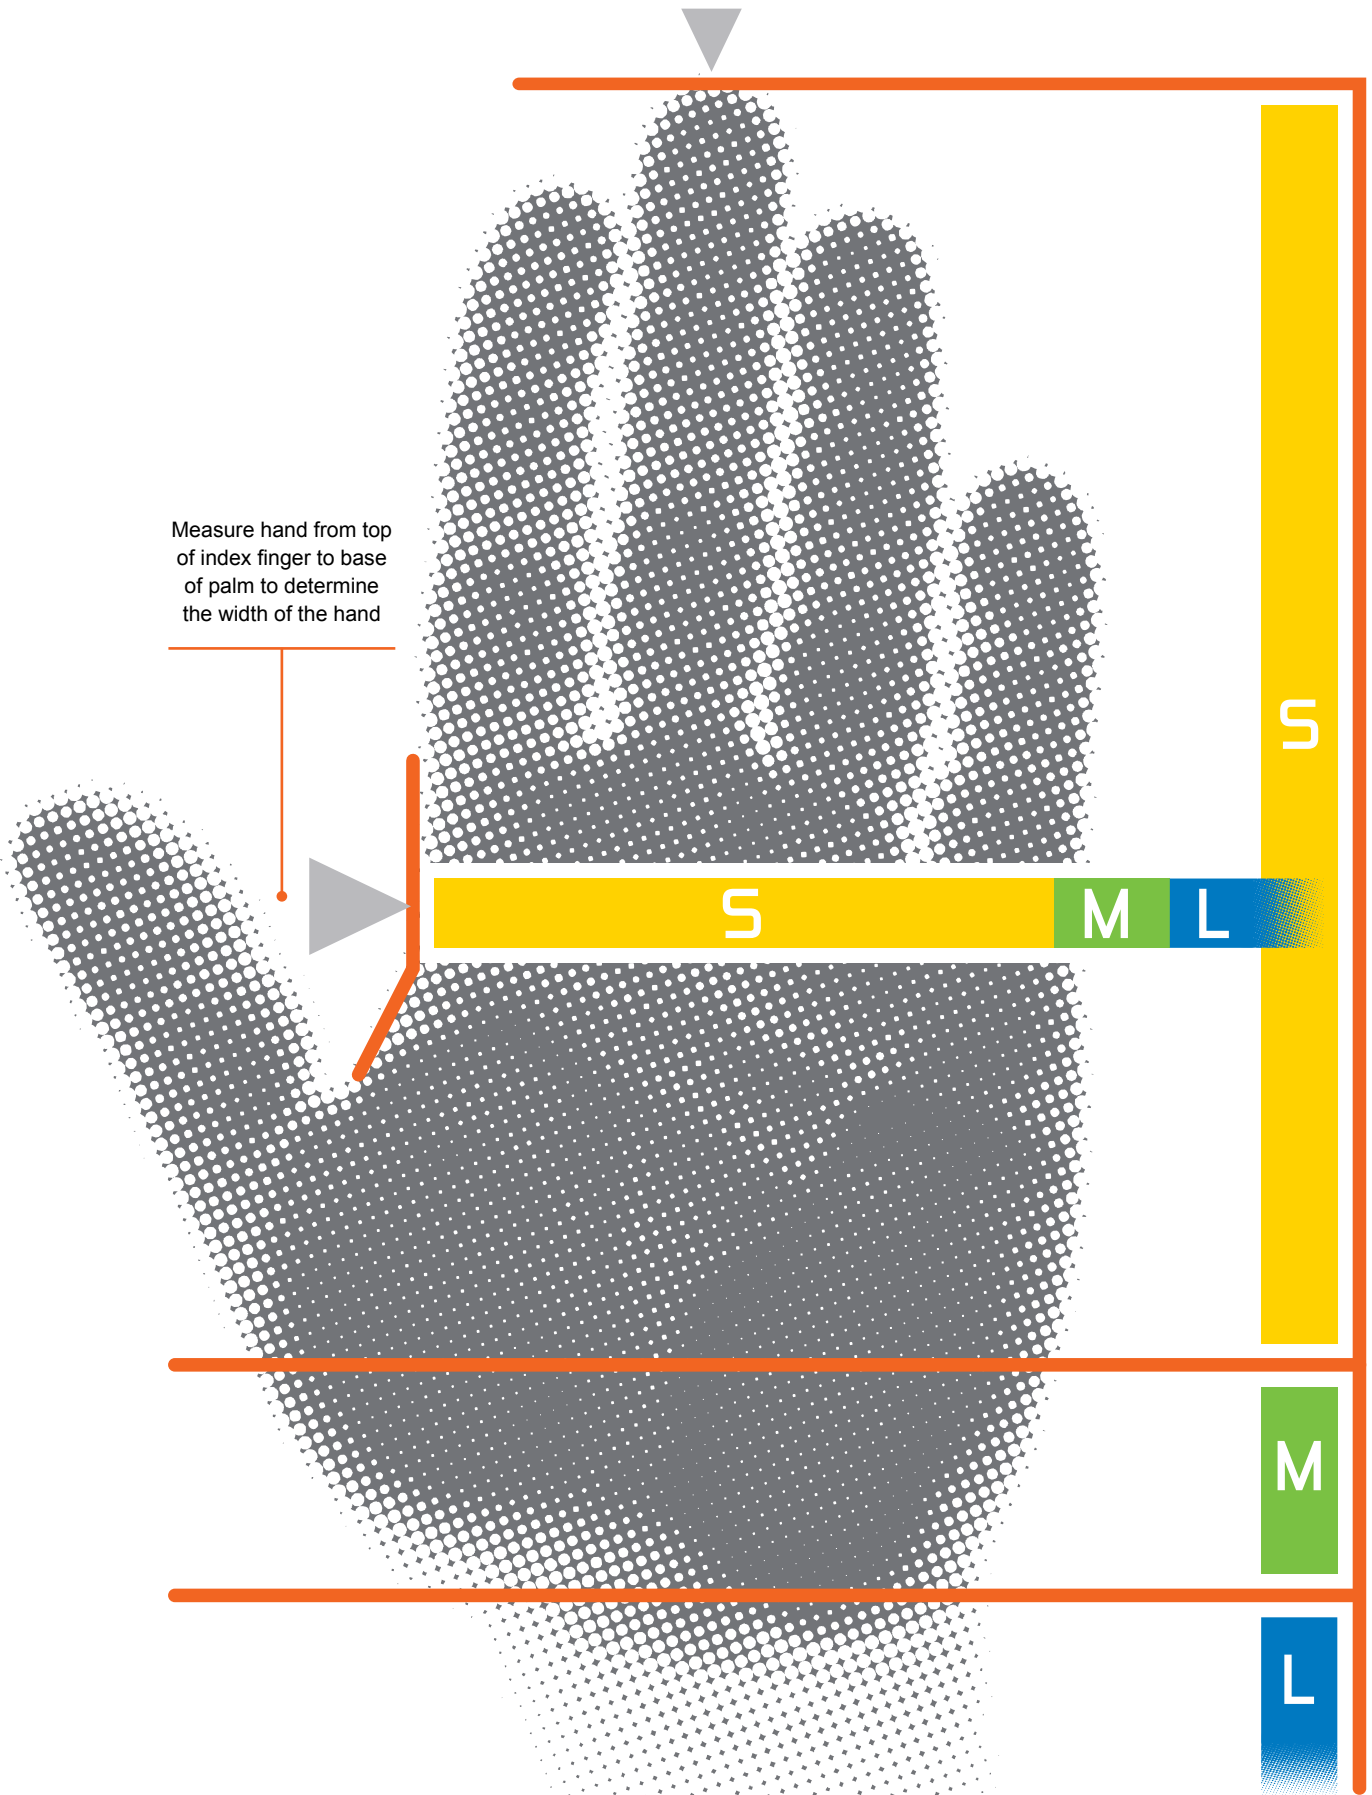 Measure hand from top
of index finger to base
of palm to determine
the width of the hand
S
S M L
M
L